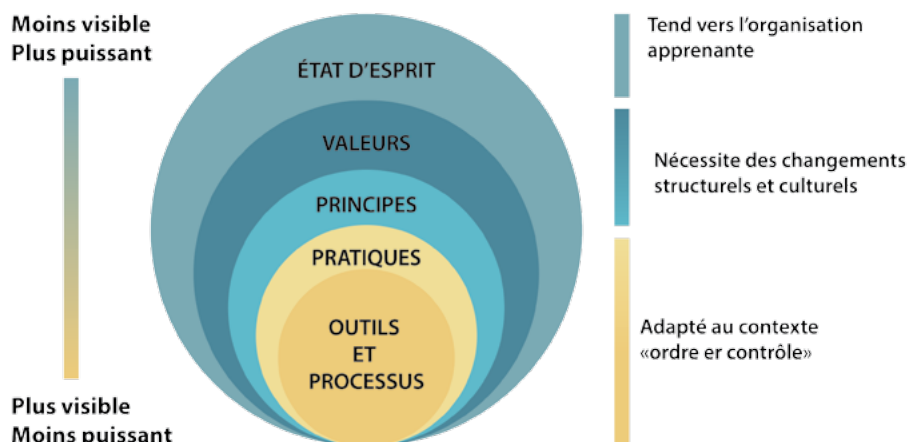 Moins visible
Plus puissant
ÉTAT D'ESPRIT
VALEURS
PRINCIPES
PRATIQUES
OUTILS
ET
PROCESSUS
Plus visible
Moins puissant
Tend vers l'organisation
apprenante
Nécessite des changements
structurels et culturels
Adapté au contexte
«ordre er contrôle»